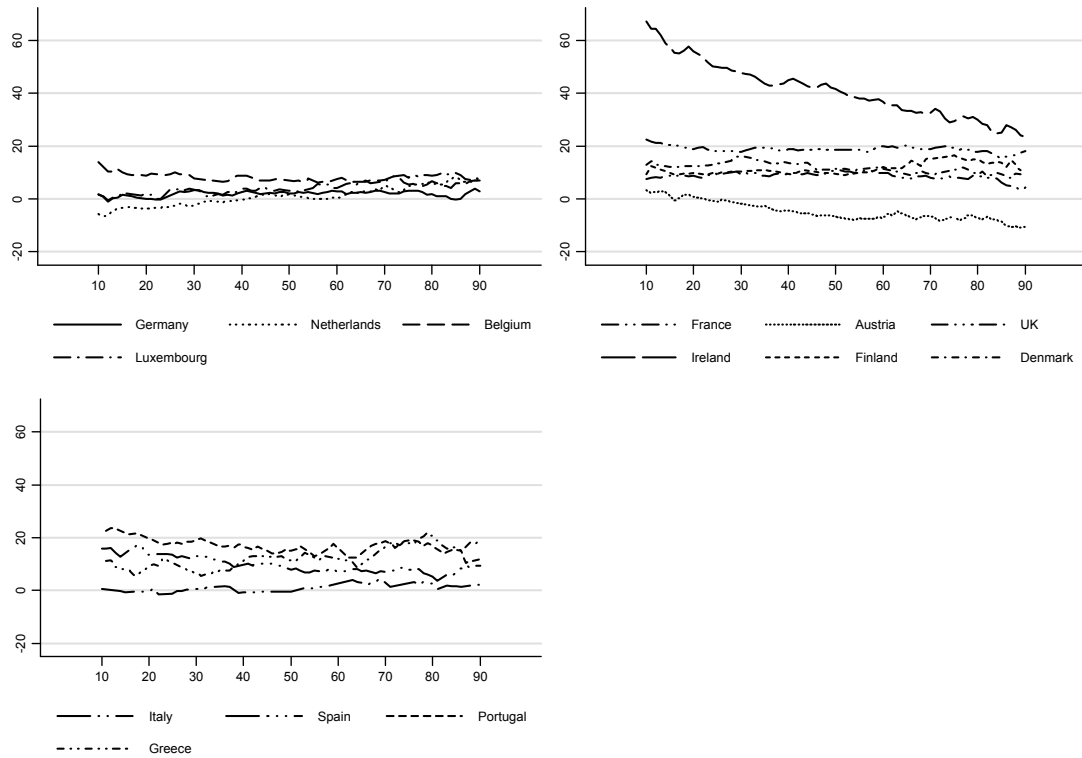 60
40
20
0
-20
10 20 30 40 50 60 70 80 90
Germany Netherlands Belgium
Luxembourg
60
40
20
0
-20
10 20 30 40 50 60 70 80 90
France Austria UK
Ireland Finland Denmark
60
40
20
0
-20
10 20 30 40 50 60 70 80 90
Italy Spain Portugal
Greece